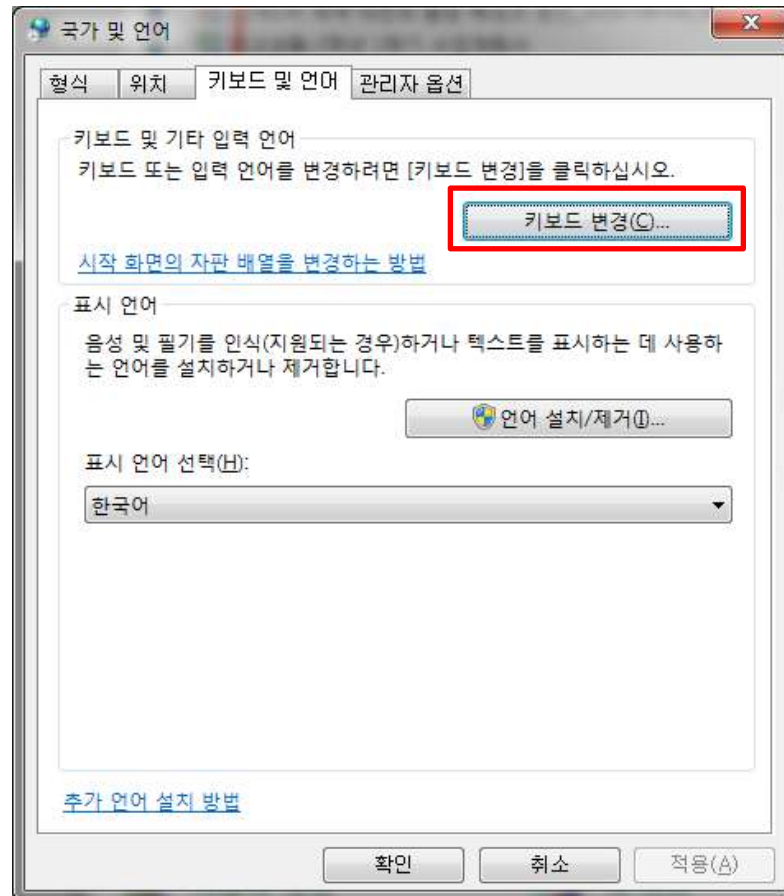 국가 및 언어
형식 위치 키보드 및 언어 관리자 옵션
키보드 및 기타 입력 언어
키보드 또는 입력 언어를 변경하려면 [키보드 변경]을 클릭하십시오.
키보드 변경(C)...
시작 화면의 자판 배열을 변경하는 방법
표시 언어
음성 및 필기를 인식(지원되는 경우)하거나 텍스트를 표시하는 데 사용하
는 언어를 설치하거나 제거합니다.
언어 설치/제거(I)...
표시 언어 선택(H):
한국어
추가 언어 설치 방법
확인 취소 적용(A)